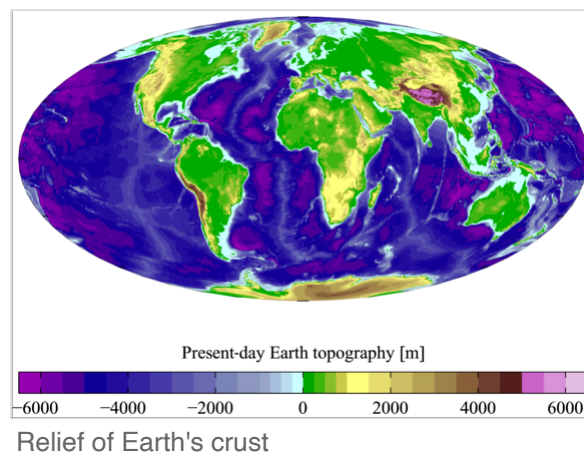 Present-day Earth topography [m]
−6000 −4000 −2000 0 2000 4000 6000
Relief of Earth's crust